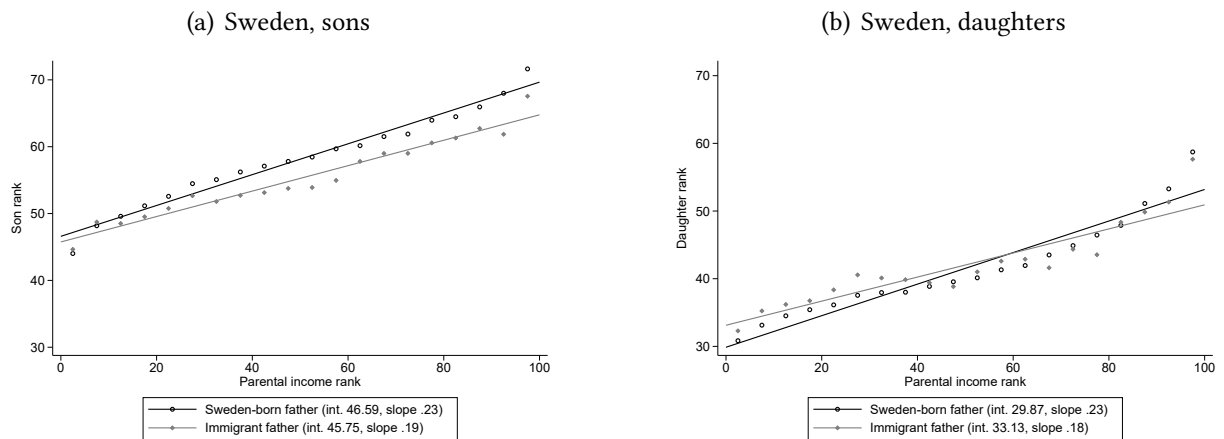 (a) Sweden, sons
70
60
50
40
30
Son rank
0 20 40 60 80 100
Parental income rank
Sweden-born father (int. 46.59, slope .23)
Immigrant father (int. 45.75, slope .19)
(b) Sweden, daughters
70
60
50
40
30
Daughter rank
0 20 40 60 80 100
Parental income rank
Sweden-born father (int. 29.87, slope .23)
Immigrant father (int. 33.13, slope .18)